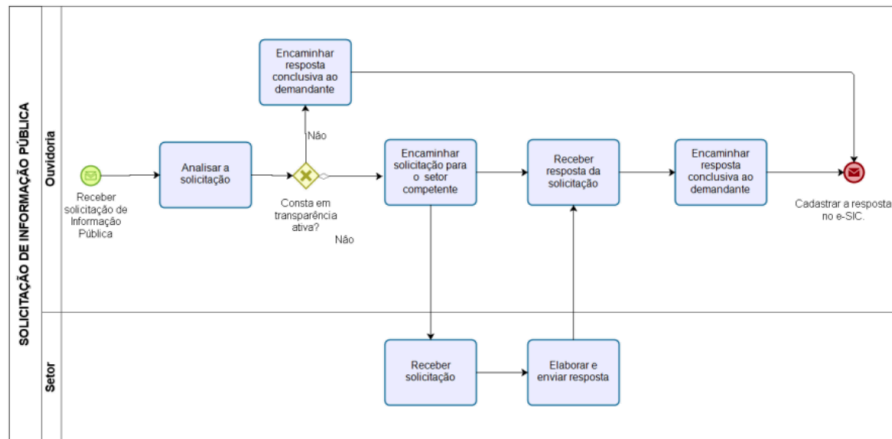 SOLICITAÇÃO DE INFORMAÇÃO PÚBLICA
Ouvidoria
Encaminhar
resposta
conclusiva ao
demandante
Não
Receber
solicitação de
Informação
Pública
Analisar a
solicitação
Consta em
transparência
ativa?
Não
Encaminhar
solicitação para
o setor
competente
Receber
resposta da
solicitação
Encaminhar
resposta
conclusiva ao
demandante
Cadastrar a resposta
no e-SIC.
Setor
Receber
solicitação
Elaborar e
enviar resposta